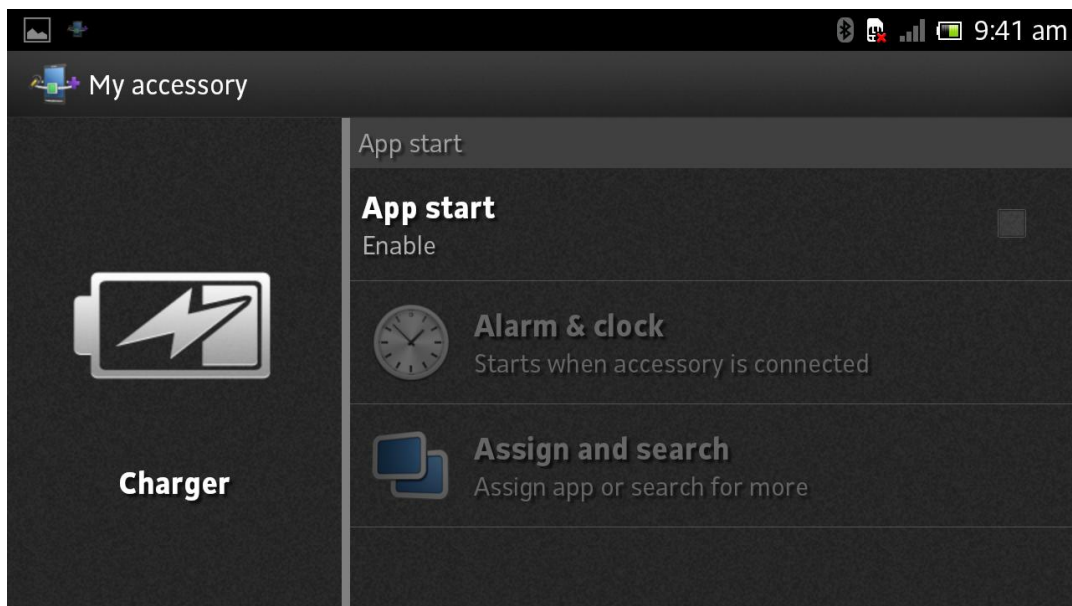 9:41 am
My accessory
App start
App start
Enable
Alarm & clock
Starts when accessory is connected
Assign and search
Assign app or search for more
Charger